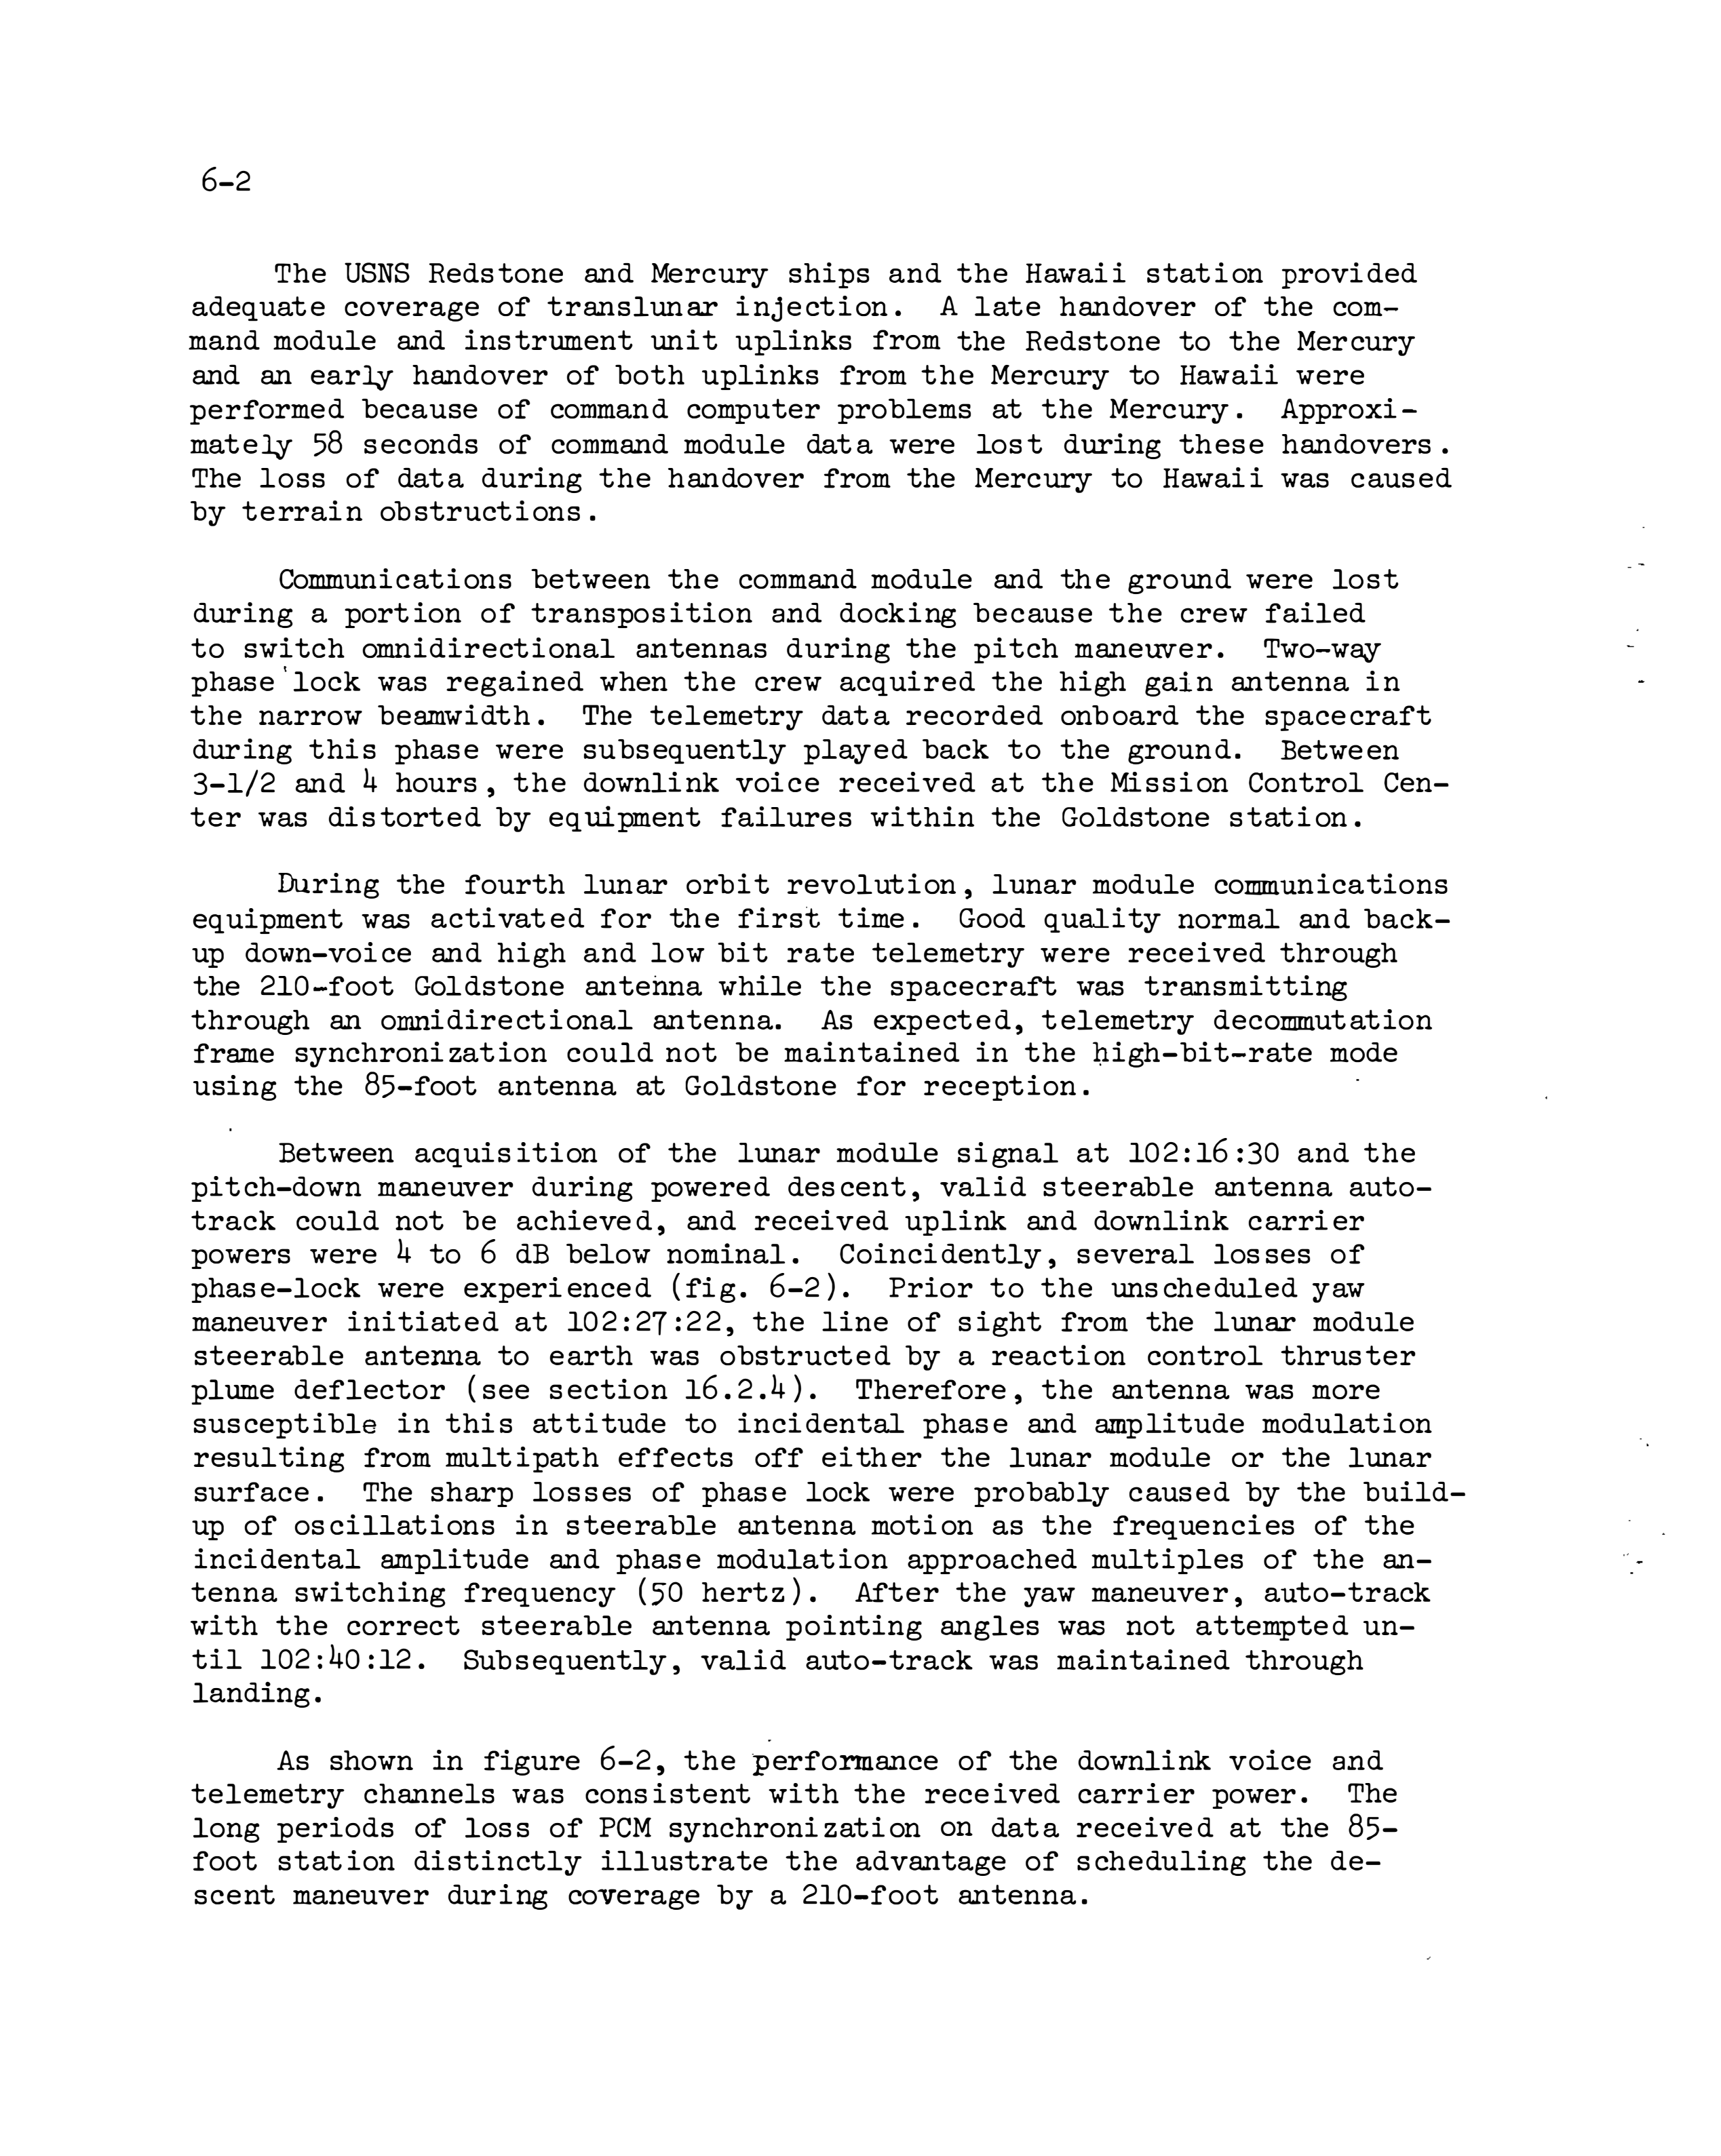 6-2
The USNS Redstone and Mercury ships and the Hawaii station provided
adequate coverage of translunar injection. A late handover of the com-
mand module and instrument unit uplinks from the Redstone to the Mercury
and an early handover of both uplinks from the Mercury to Hawaii were
performed because of command computer problems at the Mercury. Approxi-
mately 58 seconds of command module data were lost during these handovers.
The loss of data during the handover from the Mercury to Hawaii was caused
by terrain obstructions.
Communications between the command module and the ground were lost
during a portion of transposition and docking because the crew failed
to switch omnidirectional antennas during the pitch maneuver. Two-way
phase lock was regained when the crew acquired the high gain antenna in
the narrow beamwidth. The telemetry data recorded onboard the spacecraft
during this phase were subsequently played back to the ground. Between
3-1/2 and 4 hours, the downlink voice received at the Mission Control Cen-
ter was distorted by equipment failures within the Goldstone station.
During the fourth lunar orbit revolution, lunar module communications
equipment was activated for the first time. Good quality normal and back-
up down-voice and high and low bit rate telemetry were received through
the 210-foot Goldstone antenna while the spacecraft was transmitting
through an omnidirectional antenna. As expected, telemetry decommutation
frame synchronization could not be maintained in the high-bit-rate mode
using the 85-foot antenna at Goldstone for reception.
Between acquisition of the lunar module signal at 102:16:30 and the
pitch-down maneuver during powered descent, valid steerable antenna auto-
track could not be achieved, and received uplink and downlink carrier
powers were 4 to 6 dB below nominal. Coincidently, several losses of
phase-lock were experienced (fig. 6-2). Prior to the unscheduled yaw
maneuver initiated at 102:27:22, the line of sight from the lunar module
steerable antenna to earth was obstructed by a reaction control thruster
plume deflector (see section 16.2.4). Therefore, the antenna was more
susceptible in this attitude to incidental phase and amplitude modulation
resulting from multipath effects off either the lunar module or the lunar
surface. The sharp losses of phase lock were probably caused by the build-
up of oscillations in steerable antenna motion as the frequencies of the
incidental amplitude and phase modulation approached multiples of the an-
tenna switching frequency (50 hertz). After the yaw maneuver, auto-track
with the correct steerable antenna pointing angles was not attempted un-
til 102:40:12. Subsequently, valid auto-track was maintained through
landing.
As shown in figure 6-2, the performance of the downlink voice and
telemetry channels was consistent with the received carrier power. The
long periods of loss of PCM synchronization on data received at the 85-
foot station distinctly illustrate the advantage of scheduling the de-
scent maneuver during coverage by a 210-foot antenna.